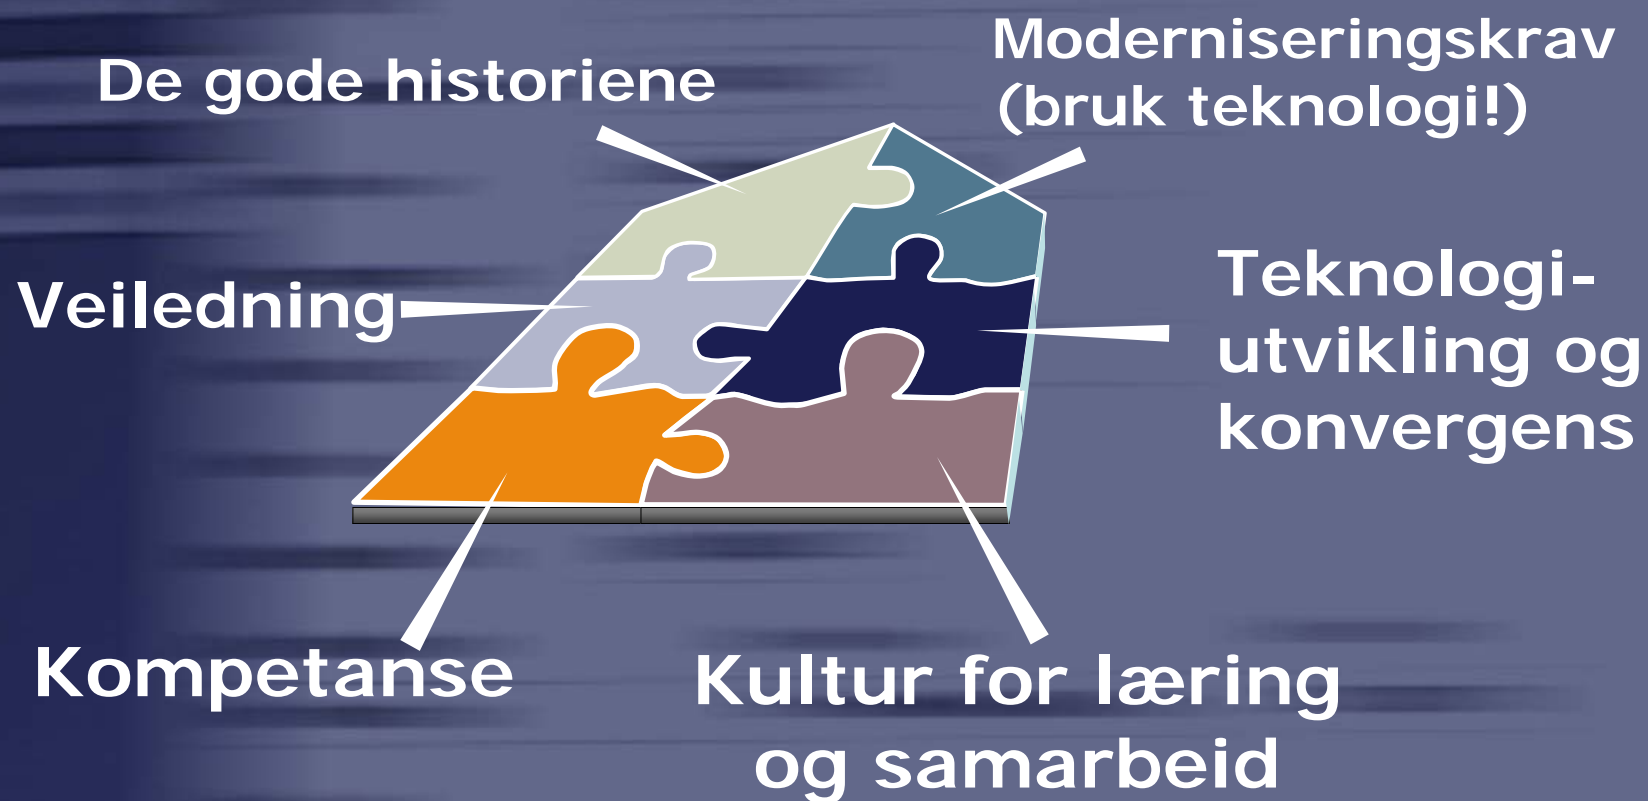 De gode historiene
Moderniseringskrav
(bruk teknologi!)
Veiledning
Teknologi-
utvikling og
konvergens
Kompetanse
Kultur for læring
og samarbeid